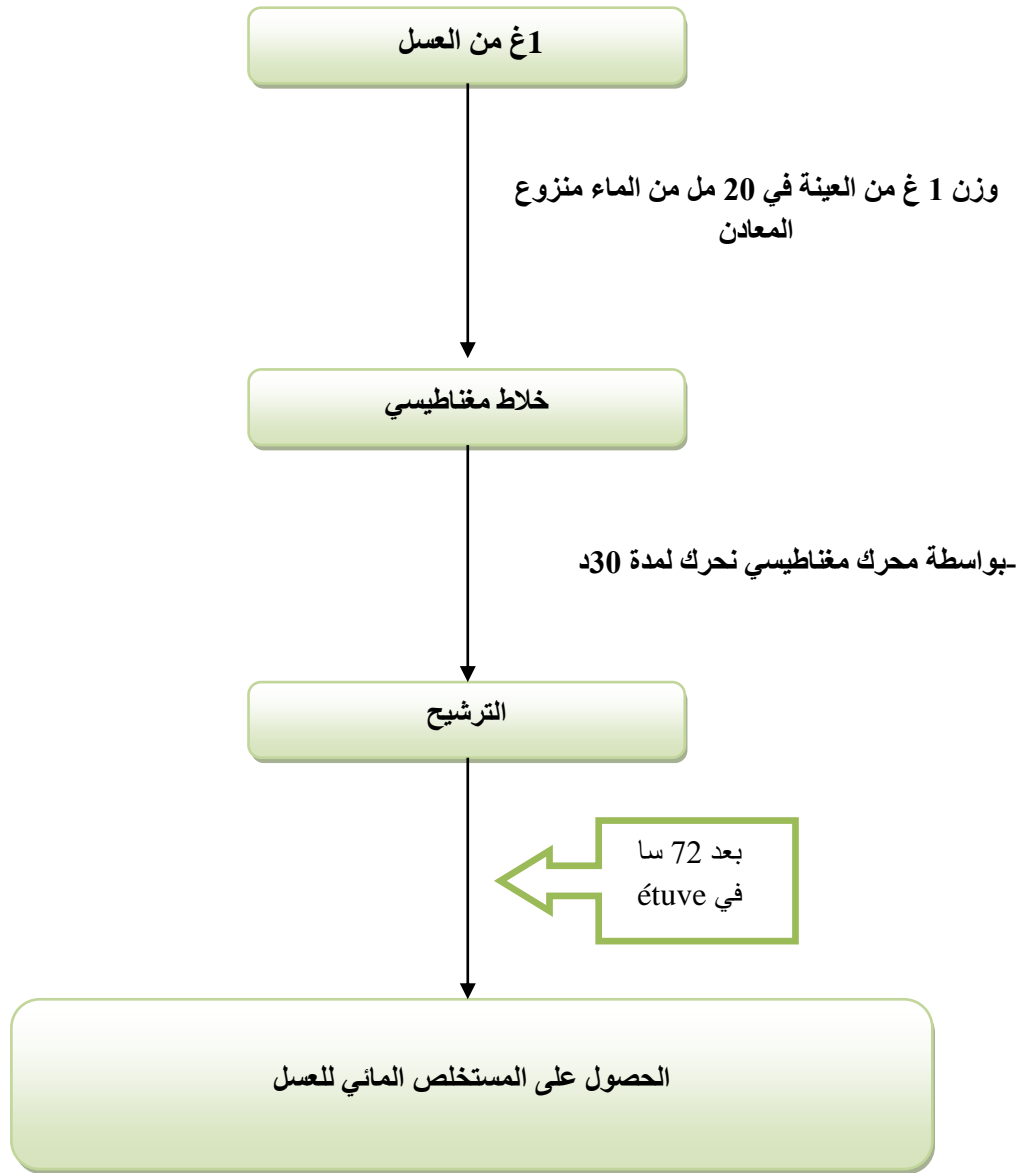 1غ من العسل
وزن 1 غ من العينة في 20 مل من الماء منزوع
المعادن
خلاط مغناطيسي
-بواسطة محرك مغناطيسي نحرك لمدة 30د
الترشيح
بعد 72 سا
في étuve
الحصول على المستخلص المائي للعسل